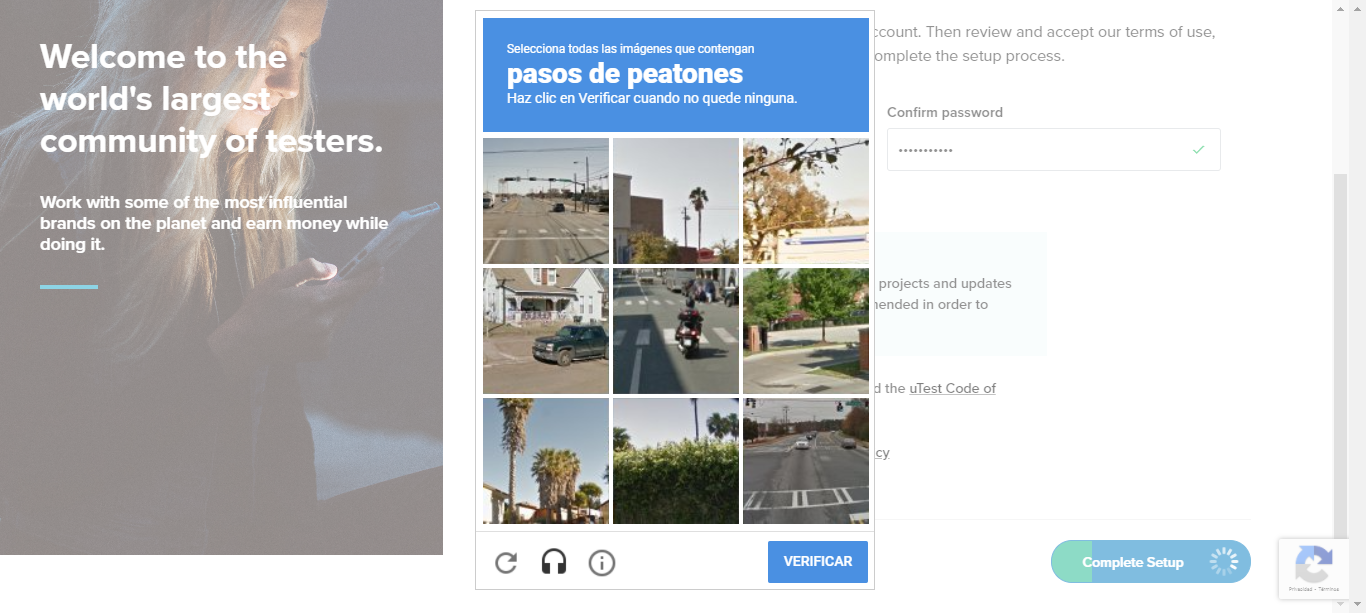 Welcome to the
world's largest
community of testers.
Work with some of the most influential
brands on the planet and earn money while
doing it.
Selecciona todas las imágenes que contengan
pasos de peatones
Haz clic en Verificar cuando no quede ninguna.
VERIFICAR
ccount. Then review and accept our terms of use,
omplete the setup process.
Confirm password
projects and updates
nended in order to
d the uTest Code of
cy
Complete Setup
Privacidad - Términos